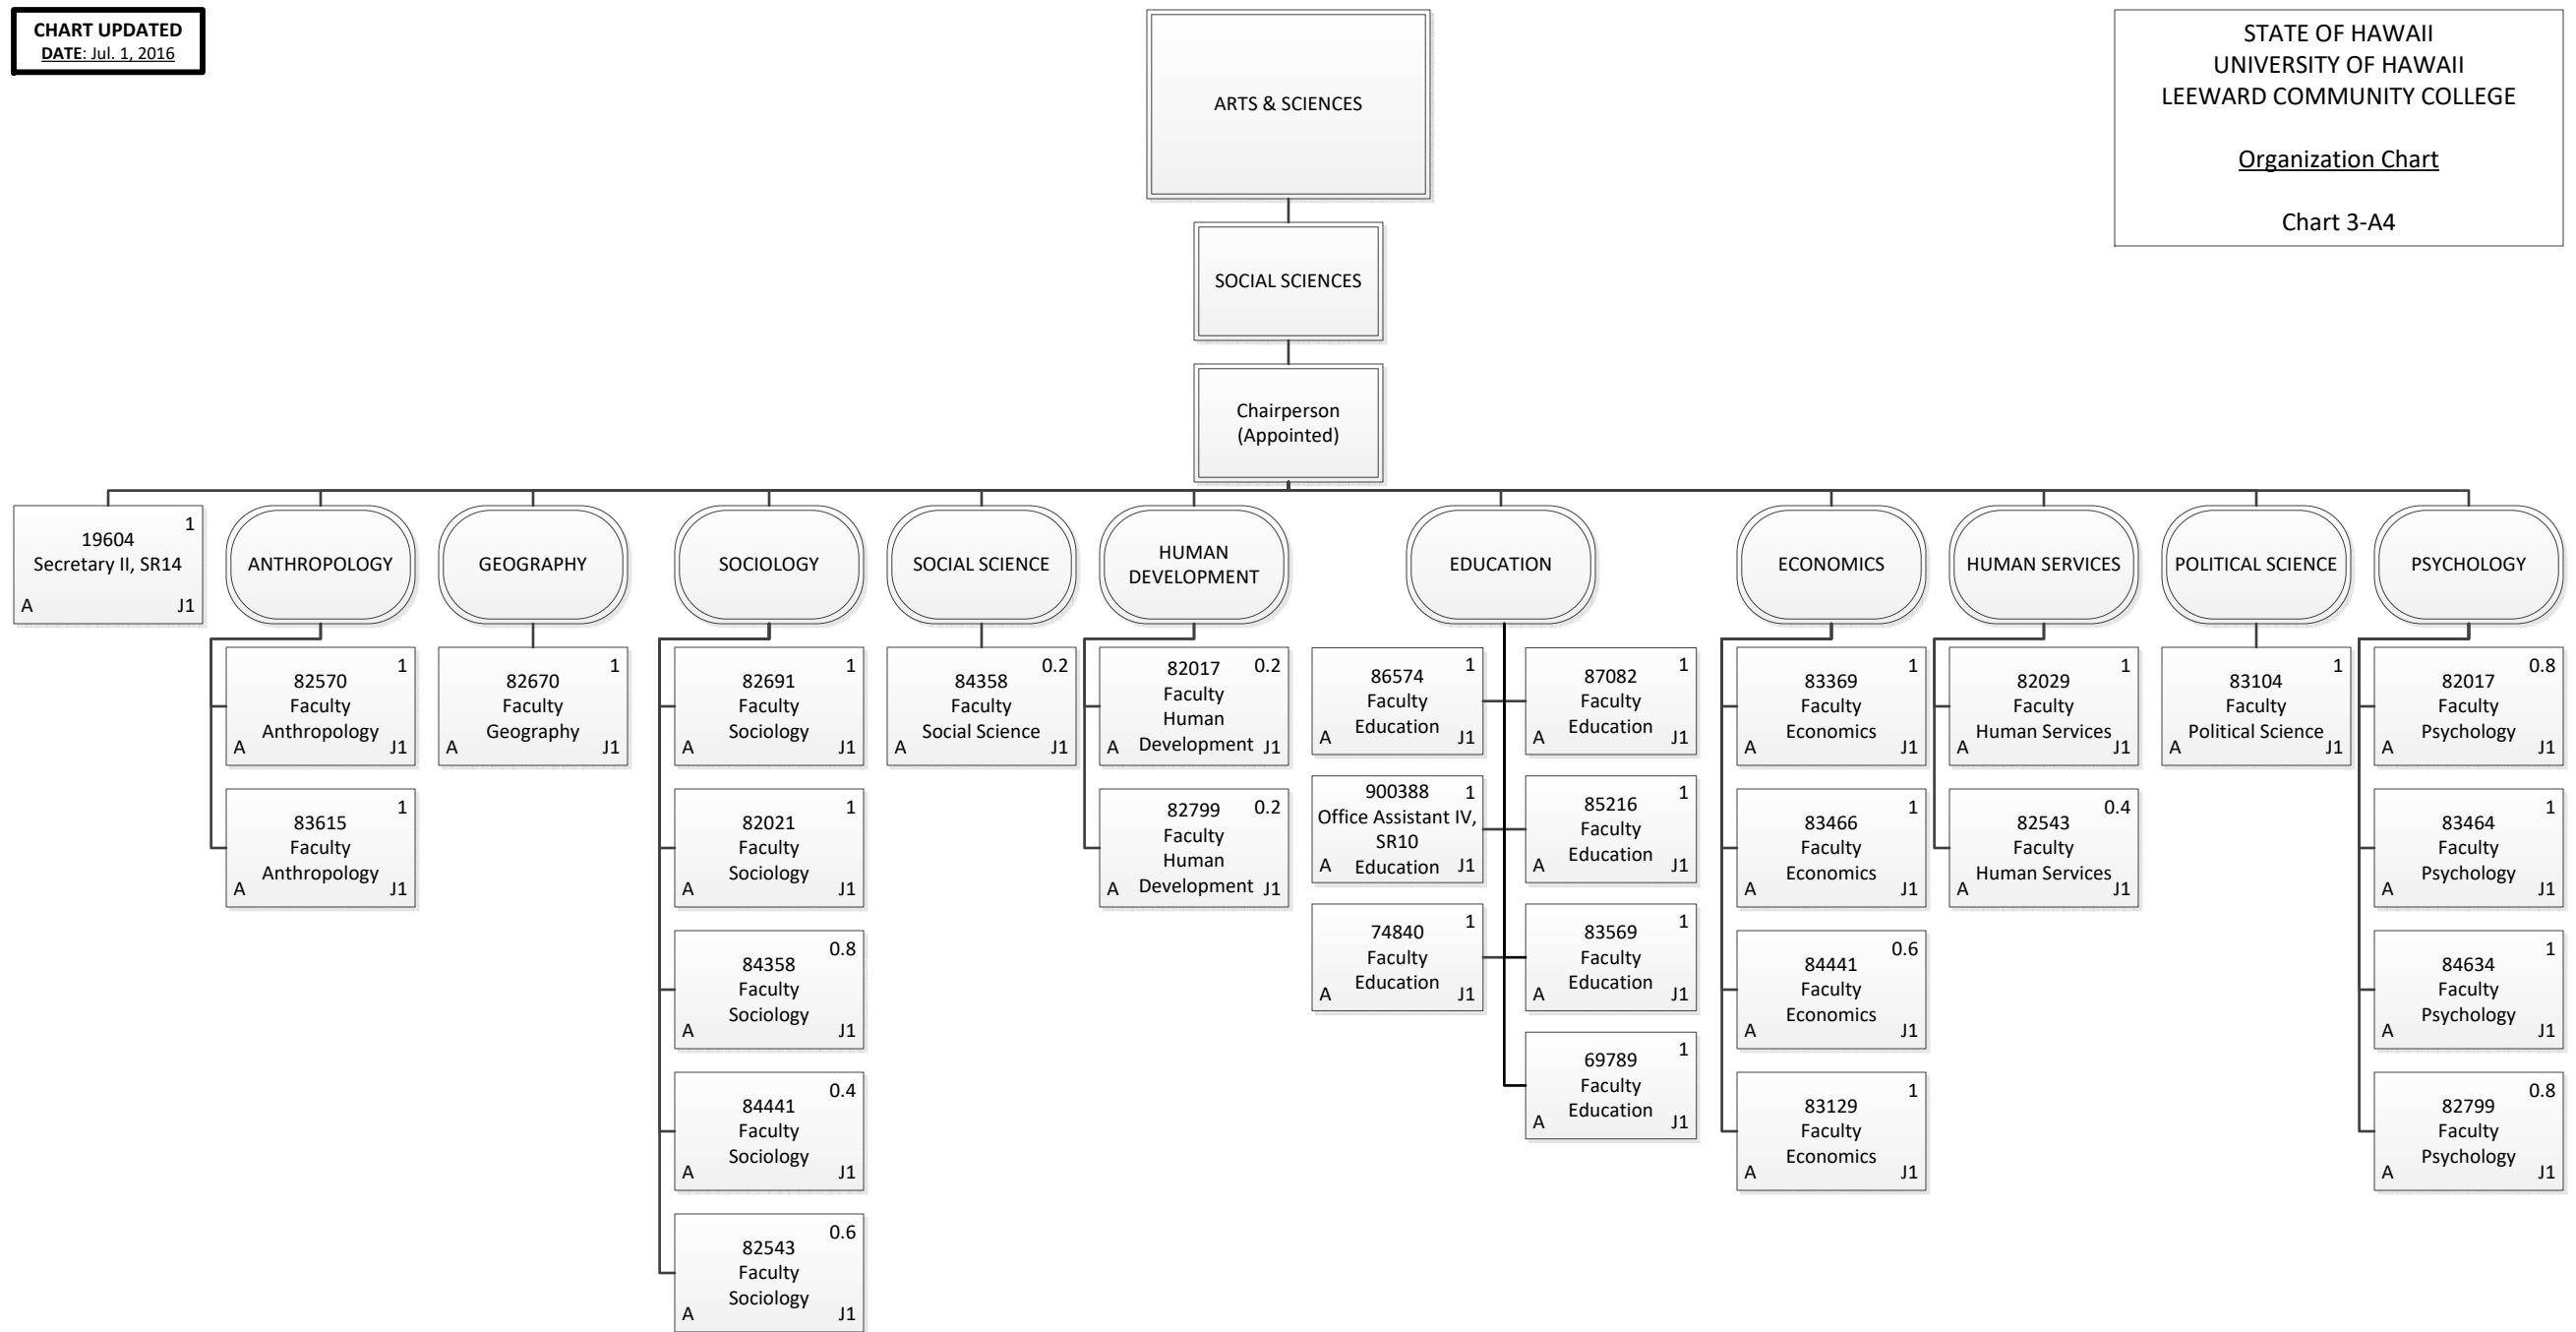 CHART UPDATED
DATE: Jul. 1, 2016
ARTS & SCIENCES
STATE OF HAWAII
UNIVERSITY OF HAWAII
LEEWARD COMMUNITY COLLEGE
Organization Chart
Chart 3-A4
SOCIAL SCIENCES
Chairperson
(Appointed)
1
19604
Secretary II, SR14
A J1
ANTHROPOLOGY
1
82570
Faculty
Anthropology
A J1
1
83615
Faculty
Anthropology
A J1
GEOGRAPHY
1
82670
Faculty
Geography
A J1
SOCIOLOGY
1
82691
Faculty
Sociology
A J1
1
82021
Faculty
Sociology
A J1
0.8
84358
Faculty
Sociology
A J1
0.4
84441
Faculty
Sociology
A J1
0.6
82543
Faculty
Sociology
A J1
SOCIAL SCIENCE
0.2
84358
Faculty
Social Science
A J1
HUMAN
DEVELOPMENT
82017 0.2
Faculty
Human
Development
A J1
82799 0.2
Faculty
Human
Development
A J1
EDUCATION
1
86574
Faculty
Education
A J1
1
87082
Faculty
Education
A J1
900388 1
Office Assistant IV,
SR10
Education
A J1
1
85216
Faculty
Education
A J1
1
74840
Faculty
Education
A J1
1
83569
Faculty
Education
A J1
1
69789
Faculty
Education
A J1
ECONOMICS
1
83369
Faculty
Economics
A J1
1
83466
Faculty
Economics
A J1
0.6
84441
Faculty
Economics
A J1
1
83129
Faculty
Economics
A J1
HUMAN SERVICES
1
82029
Faculty
Human Services
A J1
0.4
82543
Faculty
Human Services
A J1
POLITICAL SCIENCE
1
83104
Faculty
Political Science
A J1
PSYCHOLOGY
0.8
82017
Faculty
Psychology
A J1
1
83464
Faculty
Psychology
A J1
1
84634
Faculty
Psychology
A J1
0.8
82799
Faculty
Psychology
A J1